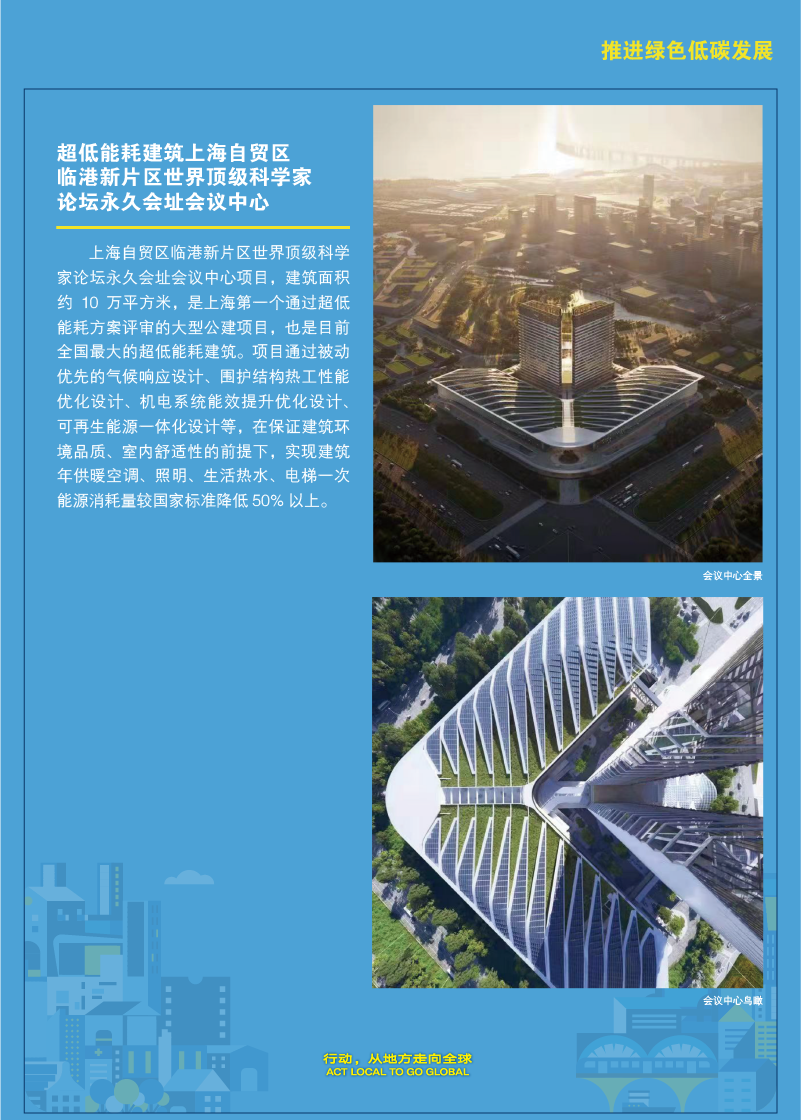 推进绿色低碳发展
超低能耗建筑上海自贸区
临港新片区世界顶级科学家
论坛永久会址会议中心
上海自贸区临港新片区世界顶级科学
家论坛永久会址会议中心项目，建筑面积
约 10 万平方米，是上海第一个通过超低
能耗方案评审的大型公建项目，也是目前
全国最大的超低能耗建筑。项目通过被动
优先的气候响应设计、围护结构热工性能
优化设计、机电系统能效提升优化设计、
可再生能源一体化设计等，在保证建筑环
境品质、室内舒适性的前提下，实现建筑
年供暖空调、照明、生活热水、电梯一次
能源消耗量较国家标准降低 50% 以上。
会议中心全景
会议中心鸟瞰
行动，从地方走向全球
ACT LOCAL TO GO GLOBAL